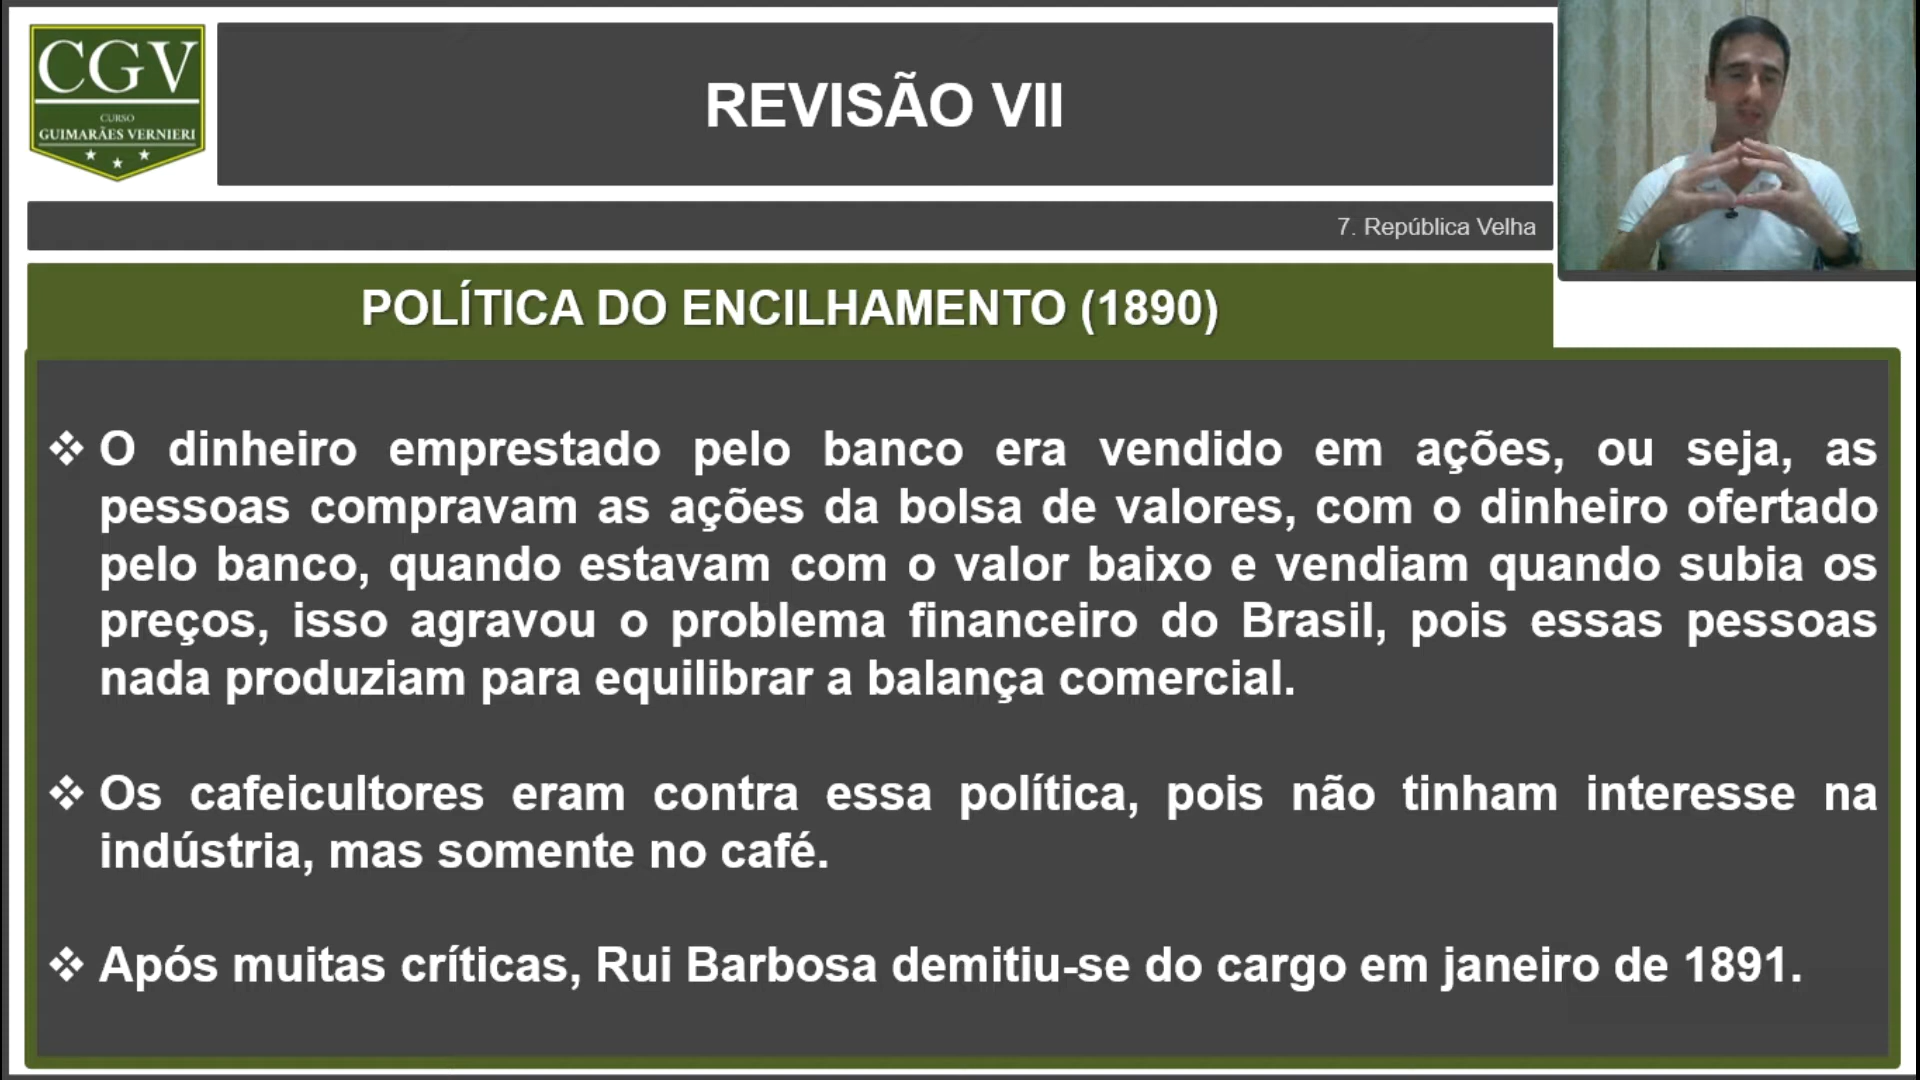 CGV
CURSO
GUIMARÃES VERNIERI
REVISÃO VII
7. República Velha
POLÍTICA DO ENCILHAMENTO (1890)
❖ O dinheiro emprestado pelo banco era vendido em ações, ou seja, as
pessoas compravam as ações da bolsa de valores, com o dinheiro ofertado
pelo banco, quando estavam com o valor baixo e vendiam quando subia os
preços, isso agravou o problema financeiro do Brasil, pois essas pessoas
nada produziam para equilibrar a balança comercial.
❖ Os cafeicultores eram contra essa política, pois não tinham interesse na
indústria, mas somente no café.
❖ Após muitas críticas, Rui Barbosa demitiu-se do cargo em janeiro de 1891.